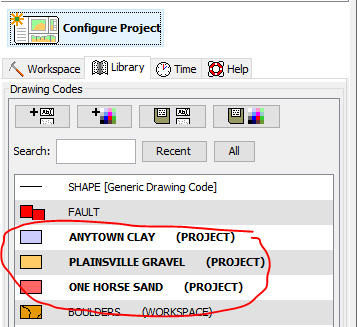 Configure Project
Workspace Library Time Help
Drawing Codes
Search: Recent All
SHAPE [Generic Drawing Code]
FAULT
ANYTOWN CLAY (PROJECT)
PLAINSVILLE GRAVEL (PROJECT)
ONE HORSE SAND (PROJECT)
BOULDERS (WORKSPACE)